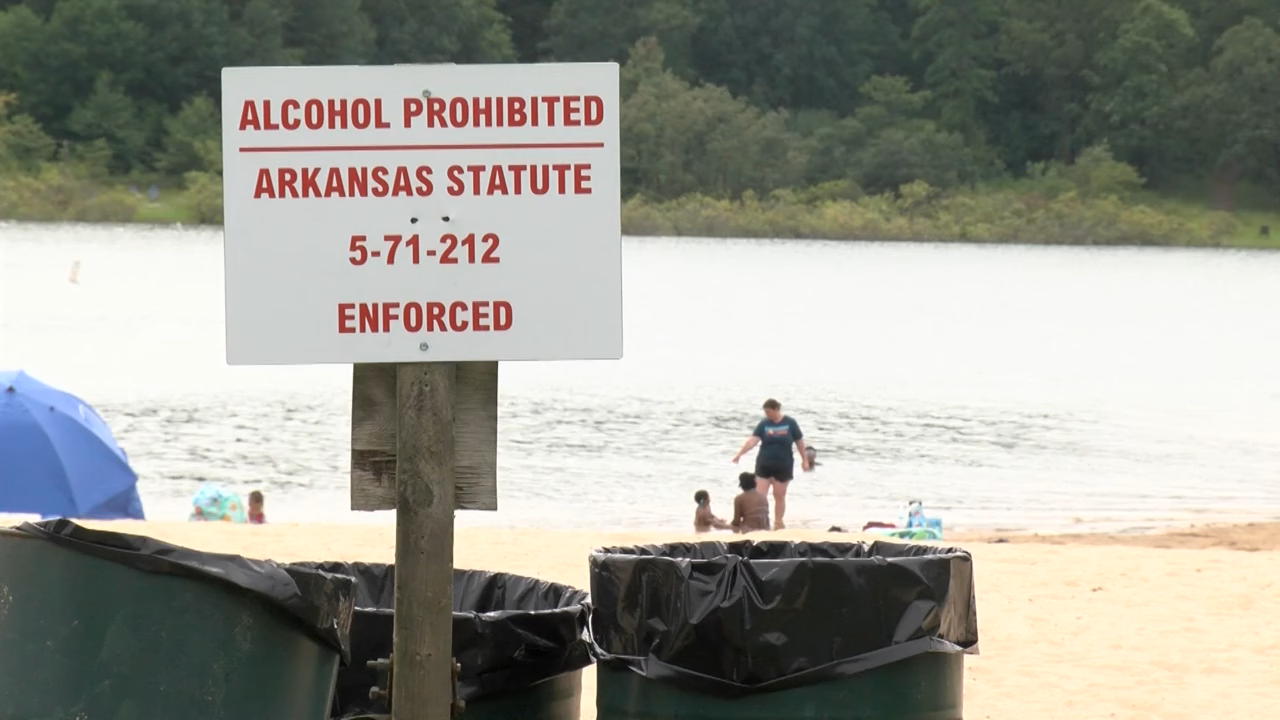 ALCOHOL PROHIBITED
ARKANSAS STATUTE
5-71-212
ENFORCED